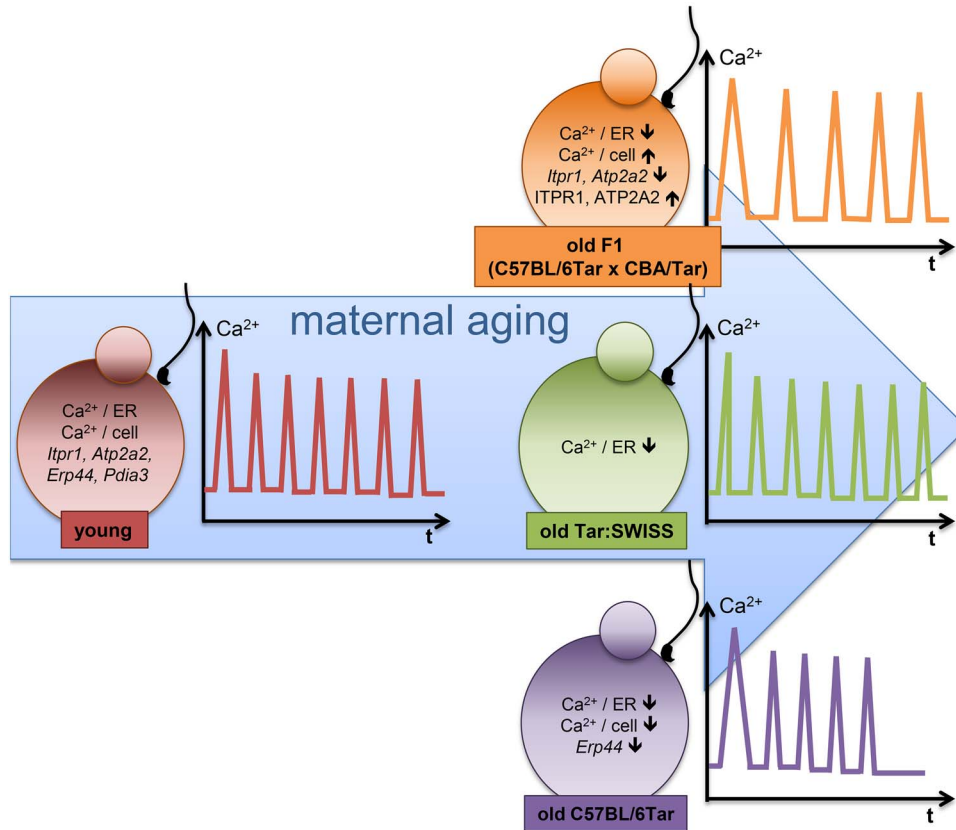 Ca²⁺
Ca²⁺ / ER ↓
Ca²⁺ / cell ↑
Itpr1, Atp2a2 ↓
ITPR1, ATP2A2 ↑
old F1
(C57BL/6Tar x CBA/Tar)
t
maternal aging
Ca²⁺
Ca²⁺ / ER
Ca²⁺ / cell
Itpr1, Atp2a2,
Erp44, Pdia3
young
t
Ca²⁺
Ca²⁺ / ER ↓
old Tar:SWISS
t
Ca²⁺
Ca²⁺ / ER ↓
Ca²⁺ / cell ↓
Erp44 ↓
old C57BL/6Tar
t